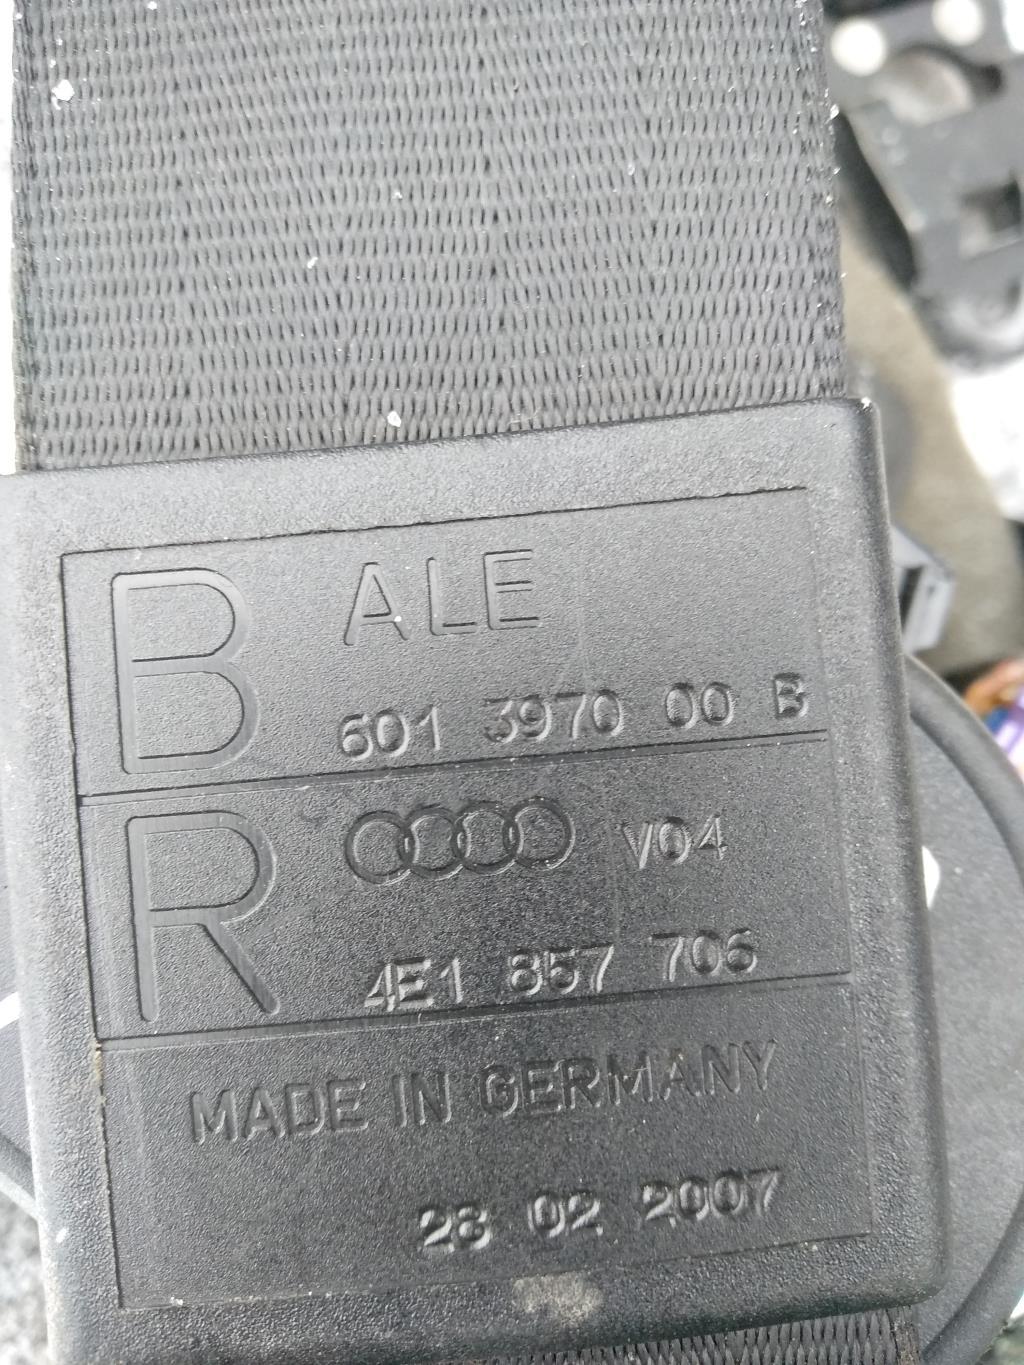 B ALE
601 3970 00 B
R V04
4E1 857 706
MADE IN GERMANY
28 02 2007